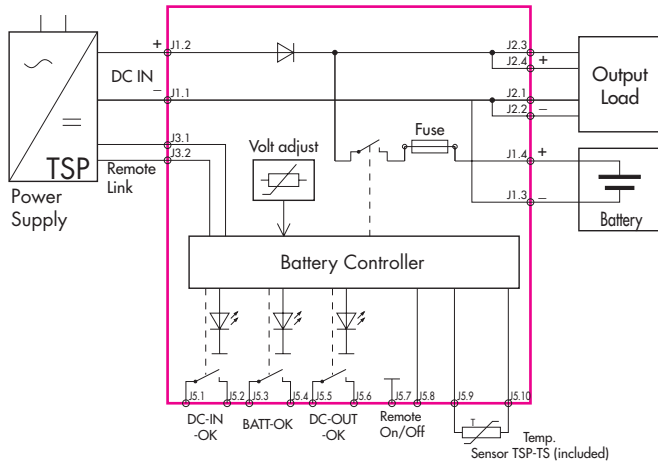 +
J1.2
J2.3
J2.4
+
DC IN
Output
Load
–
J1.1
J2.1
J2.2
–
J3.1
J3.2
TSP
Remote
Link
Power
Supply
Volt adjust
Fuse
J1.4
+
J1.3
–
Battery
Battery Controller
J5.1
J5.2
J5.3
J5.4
J5.5
J5.6
J5.7
J5.8
J5.9
J5.10
DC-IN
-OK
BATT-OK
DC-OUT
-OK
Remote
On/Off
T
Temp.
Sensor TSP-TS (included)